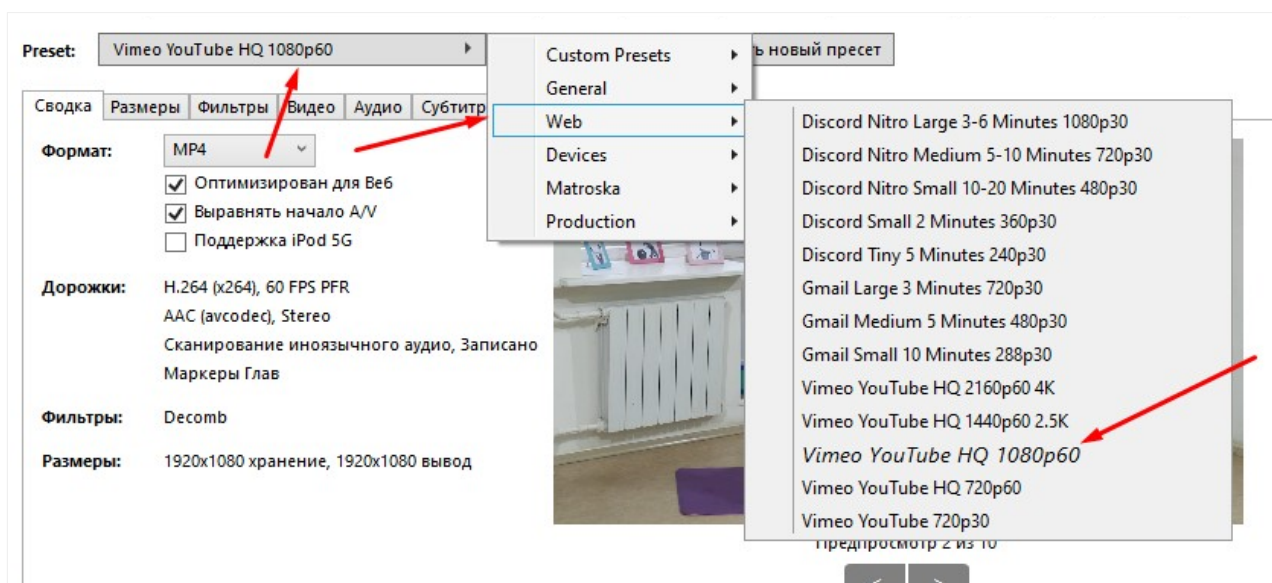 Preset: Vimeo YouTube HQ 1080p60
новый пресет
Custom Presets
General
Web
Devices
Matroska
Production
Сводка Размеры Фильтры Видео Аудио Субтитр
Discord Nitro Large 3-6 Minutes 1080p30
Discord Nitro Medium 5-10 Minutes 720p30
Discord Nitro Small 10-20 Minutes 480p30
Discord Small 2 Minutes 360p30
Discord Tiny 5 Minutes 240p30
Gmail Large 3 Minutes 720p30
Gmail Medium 5 Minutes 480p30
Gmail Small 10 Minutes 288p30
Vimeo YouTube HQ 2160p60 4K
Vimeo YouTube HQ 1440p60 2.5K
Vimeo YouTube HQ 1080p60
Vimeo YouTube HQ 720p60
Vimeo YouTube 720p30
Формат: MP4
Оптимизирован для Веб
Выравнять начало A/V
Поддержка iPod 5G
Дорожки: H.264 (x264), 60 FPS PFR
AAC (avcodec), Stereo
Сканирование иноязычного аудио, Записано
Маркеры Глав
Фильтры: Decomb
Размеры: 1920x1080 хранение, 1920x1080 вывод
Предпросмотр 2 из 10
< >